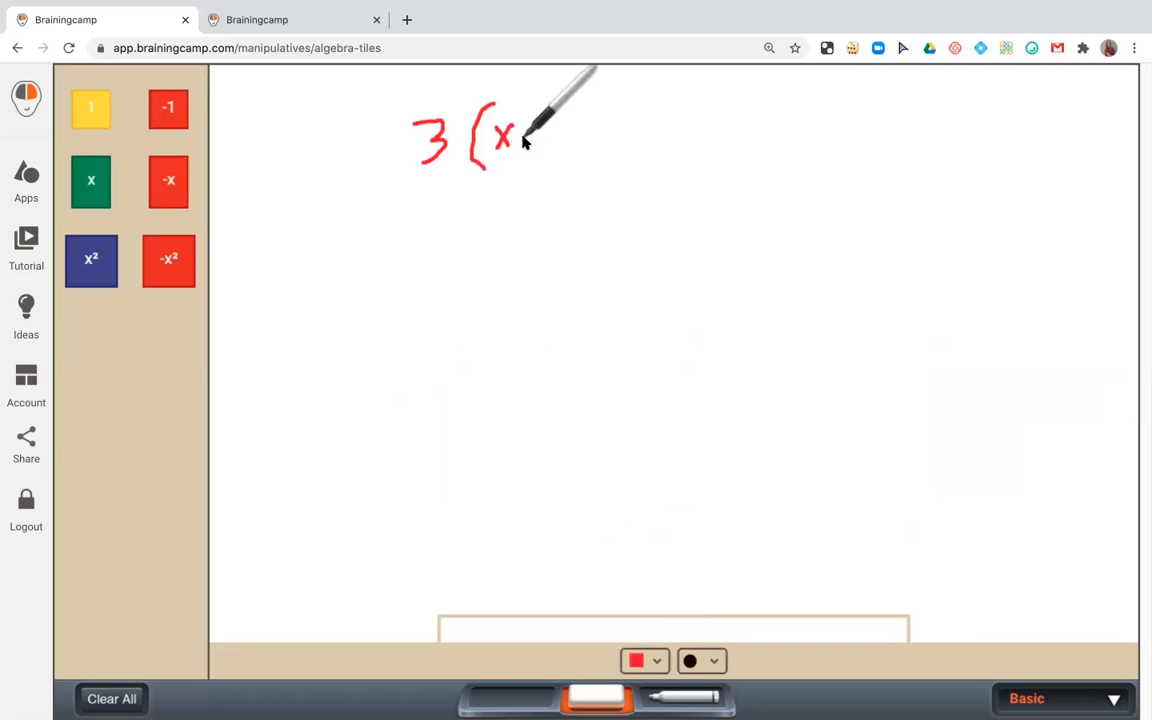 Brainingcamp
Brainingcamp
app.brainingcamp.com/manipulatives/algebra-tiles
1
-1
x
-x
x²
-x²
Apps
Tutorial
Ideas
Account
Share
Logout
3 (x
Clear All
Basic